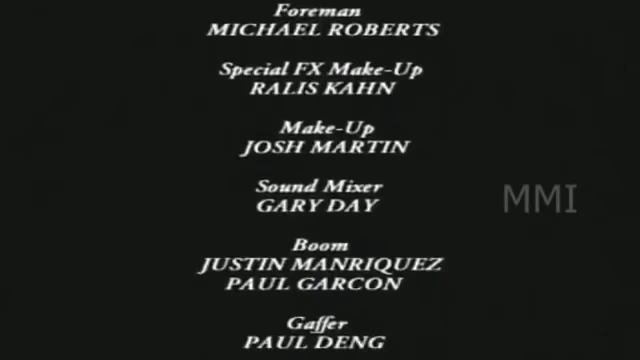 Foreman
MICHAEL ROBERTS
Special FX Make-Up
RALIS KAHN
Make-Up
JOSH MARTIN
Sound Mixer
GARY DAY
MMI
Boom
JUSTIN MANRIQUEZ
PAUL GARCON
Gaffer
PAUL DENG